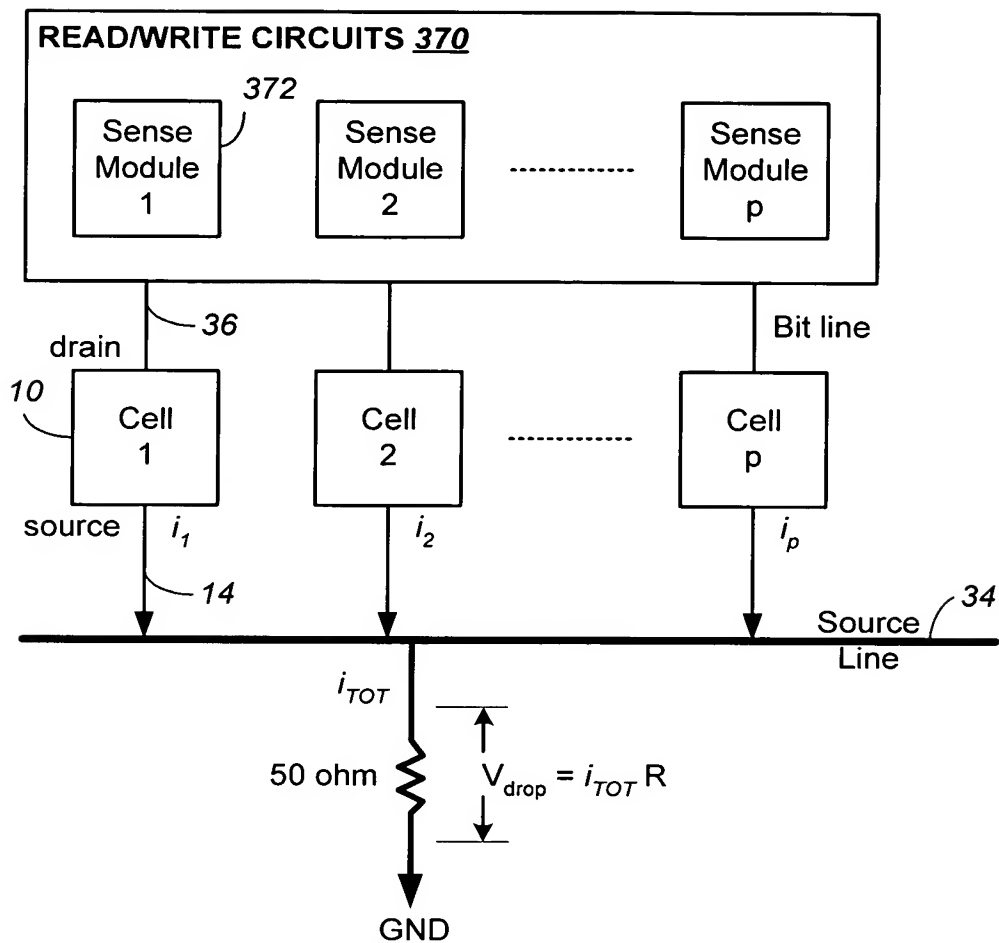 READ/WRITE CIRCUITS 370
372
Sense
Module
1
Sense
Module
2
Sense
Module
p
36
drain
Bit line
10
Cell
1
Cell
2
Cell
p
source
i1
i2
ip
14
34
Source
Line
iTOT
50 ohm
Vdrop = iTOT R
GND